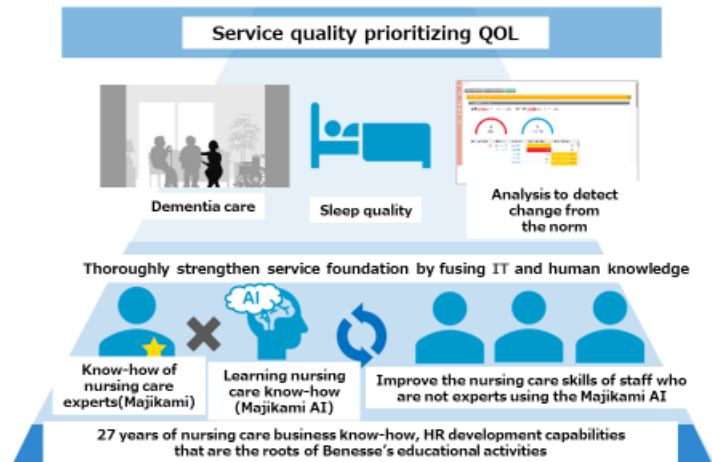 Service quality prioritizing QOL
Dementia care
Sleep quality
Analysis to detect
change from
the norm
Thoroughly strengthen service foundation by fusing IT and human knowledge
AI
Know-how of
nursing care
experts(Majikami)
Learning nursing
care know-how
(Majikami AI)
Improve the nursing care skills of staff who
are not experts using the Majikami AI
27 years of nursing care business know-how, HR development capabilities
that are the roots of Benesse's educational activities